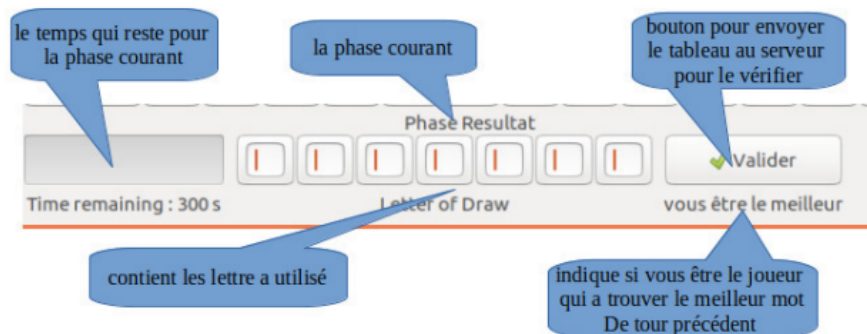 le temps qui reste pour
la phase courant
la phase courant
bouton pour envoyer
le tableau au serveur
pour le vérifier
Phase Resultat
Valider
Time remaining : 300 s
Letter of Draw
vous être le meilleur
contient les lettre a utilisé
indique si vous être le joueur
qui a trouver le meilleur mot
De tour précédent